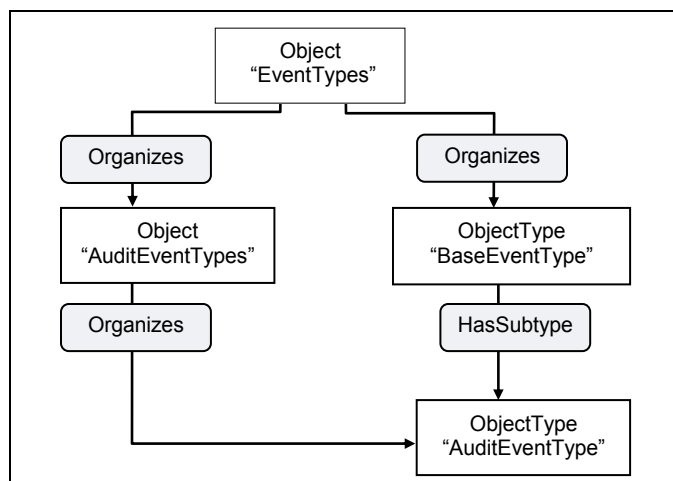 Object
“EventTypes”
Organizes
Organizes
Object
“AuditEventTypes”
ObjectType
“BaseEventType”
Organizes
HasSubtype
ObjectType
“AuditEventType”